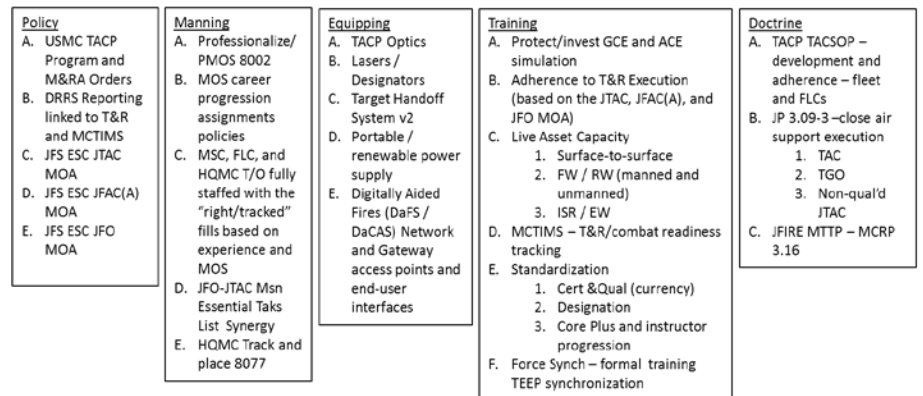 Policy
A. USMC TACP
Program and
M&RA Orders
B. DRRS Reporting
linked to T&R
and MCTIMS
C. JFS ESC JTAC
MOA
D. JFS ESC JFAC(A)
MOA
E. JFS ESC JFO
MOA
Manning
A. Professionalize/
PMOS 8002
B. MOS career
progression
assignments
policies
C. MSC, FLC, and
HQMC T/O fully
staffed with the
"right/tracked"
fills based on
experience and
MOS
D. JFO-JTAC Msn
Essential Taks
List Synergy
E. HQMC Track and
place 8077
Equipping
A. TACP Optics
B. Lasers /
Designators
C. Target Handoff
System v2
D. Portable /
renewable power
supply
E. Digitally Aided
Fires (DaFS /
DaCAS) Network
and Gateway
access points and
end-user
interfaces
Training
A. Protect/invest GCE and ACE
simulation
B. Adherence to T&R Execution
(based on the JTAC, JFAC(A), and
JFO MOA)
C. Live Asset Capacity
1. Surface-to-surface
2. FW / RW (manned and
unmanned)
3. ISR / EW
D. MCTIMS – T&R/combat readiness
tracking
E. Standardization
1. Cert &Qual (currency)
2. Designation
3. Core Plus and instructor
progression
F. Force Synch – formal training
TEEP synchronization
Doctrine
A. TACP TACSOP –
development and
adherence – fleet
and FLCs
B. JP 3.09-3 –close air
support execution
1. TAC
2. TGO
3. Non-qual'd
JTAC
C. JFIRE MTTP – MCRP
3.16